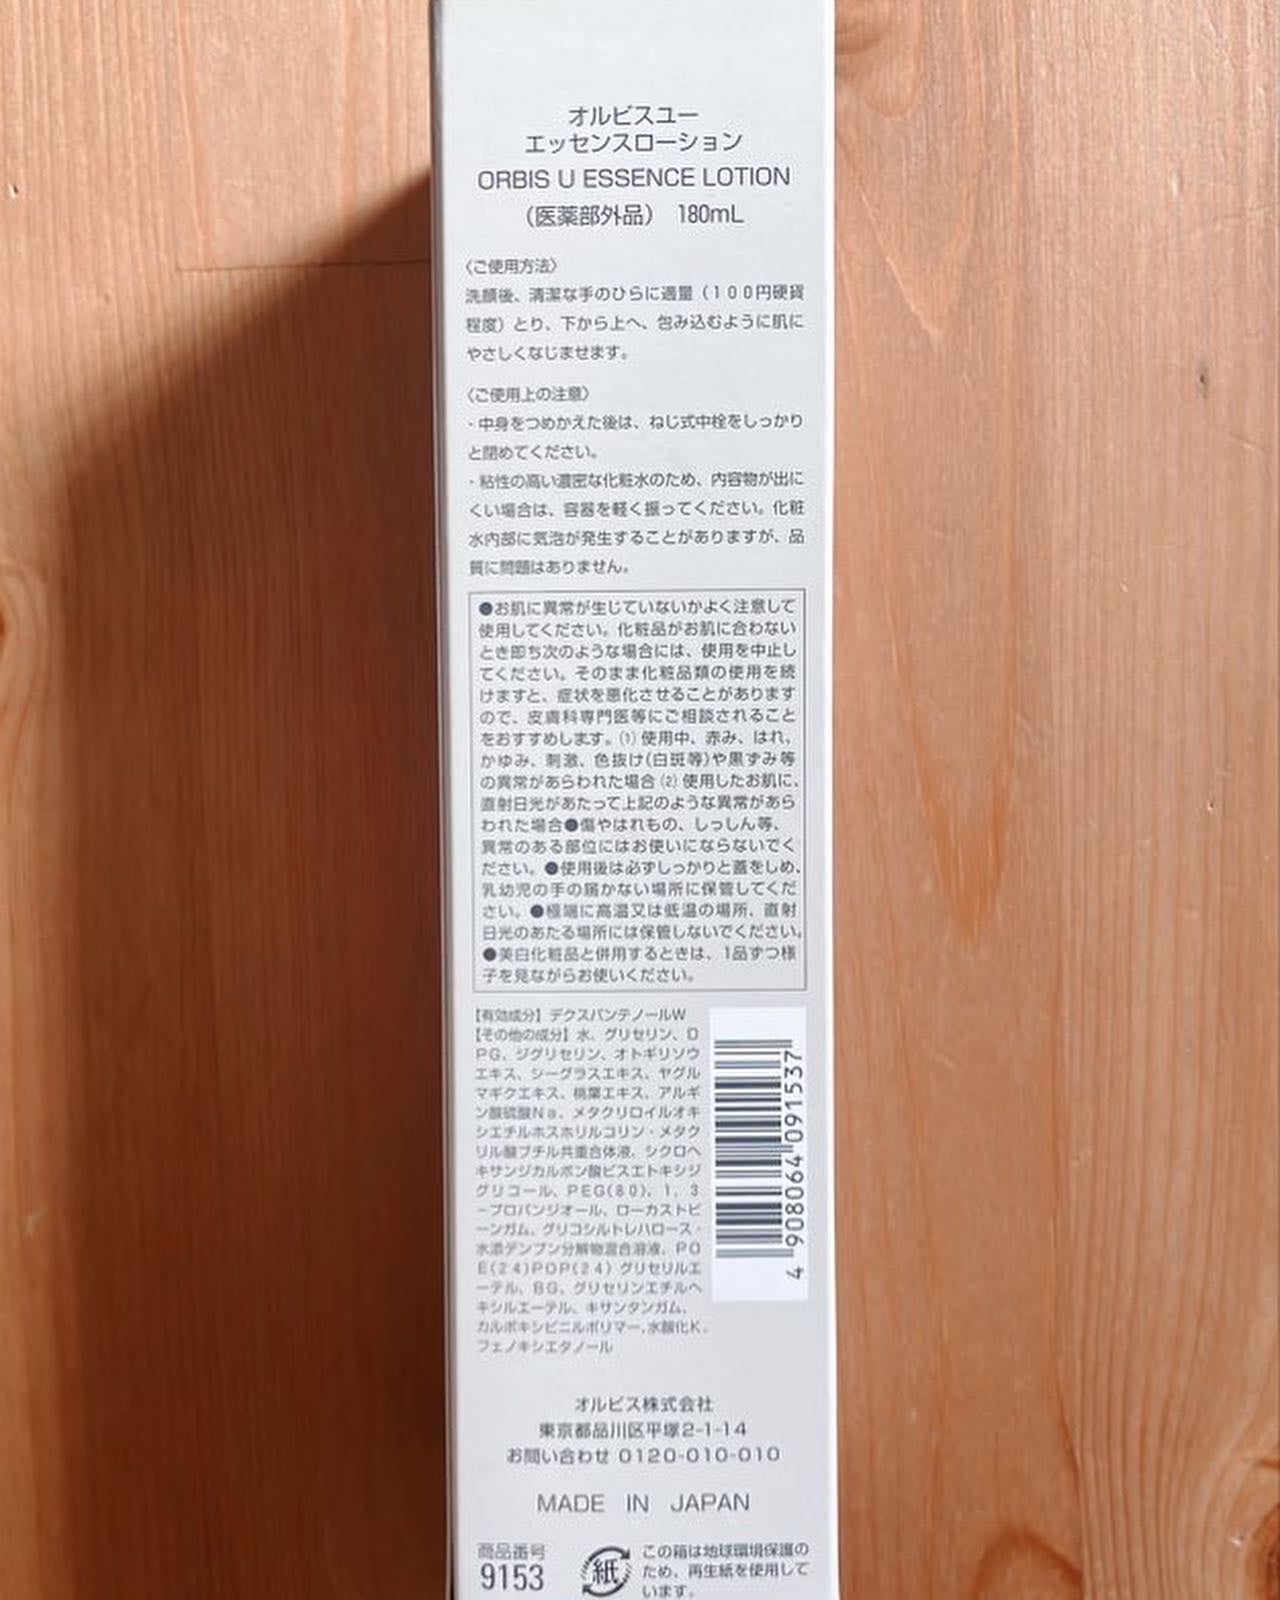 オルビスユー
エッセンスローション
ORBIS U ESSENCE LOTION
（医薬部外品） 180mL
〈ご使用方法〉
洗顔後、清潔な手のひらに適量（１００円硬貨
程度）とり、下から上へ、包み込むように肌に
やさしくなじませます。
〈ご使用上の注意〉
・中身をつめかえた後は、ねじ式中栓をしっかり
と閉めてください。
・粘性の高い濃密な化粧水のため、内容物が出に
くい場合は、容器を軽く振ってください。化粧
水内部に気泡が発生することがありますが、品
質に問題はありません。
●お肌に異常が生じていないかよく注意して
使用してください。化粧品がお肌に合わない
とき即ち次のような場合には、使用を中止し
てください。そのまま化粧品類の使用を続
けますと、症状を悪化させることがあります
ので、皮膚科専門医等にご相談されること
をおすすめします。⑴ 使用中、赤み、はれ、
かゆみ、刺激、色抜け(白斑等)や黒ずみ等
の異常があらわれた場合 ⑵ 使用したお肌に、
直射日光があたって上記のような異常があら
われた場合●傷やはれもの、しっしん等、
異常のある部位にはお使いにならないでく
ださい。●使用後は必ずしっかりと蓋をしめ、
乳幼児の手の届かない場所に保管してくだ
さい。●極端に高温又は低温の場所、直射
日光のあたる場所には保管しないでください。
●美白化粧品と併用するときは、1品ずつ様
子を見ながらお使いください。
【有効成分】デクスパンテノールW
【その他の成分】水、グリセリン、D
PG、ジグリセリン、オトギリソウ
エキス、シーグラスエキス、ヤグル
マギクエキス、桃葉エキス、アルギ
ン酸硫酸Na、メタクリロイルオキ
シエチルホスホリルコリン・メタク
リル酸ブチル共重合体液、シクロヘ
キサンジカルボン酸ビスエトキシジ
グリコール、PEG(80)、1，3
－プロパンジオール、ローカストビ
ーンガム、グリコシルトレハロース・
水添デンプン分解物混合溶液、PO
E(24)POP(24) グリセリルエ
ーテル、BG、グリセリンエチルヘ
キシルエーテル、キサンタンガム、
カルボキシビニルポリマー、水酸化K、
フェノキシエタノール
4 908064 091537
オルビス株式会社
東京都品川区平塚2-1-14
お問い合わせ 0120-010-010
MADE IN JAPAN
商品番号
9153
紙
この箱は地球環境保護の
ため、再生紙を使用して
います。